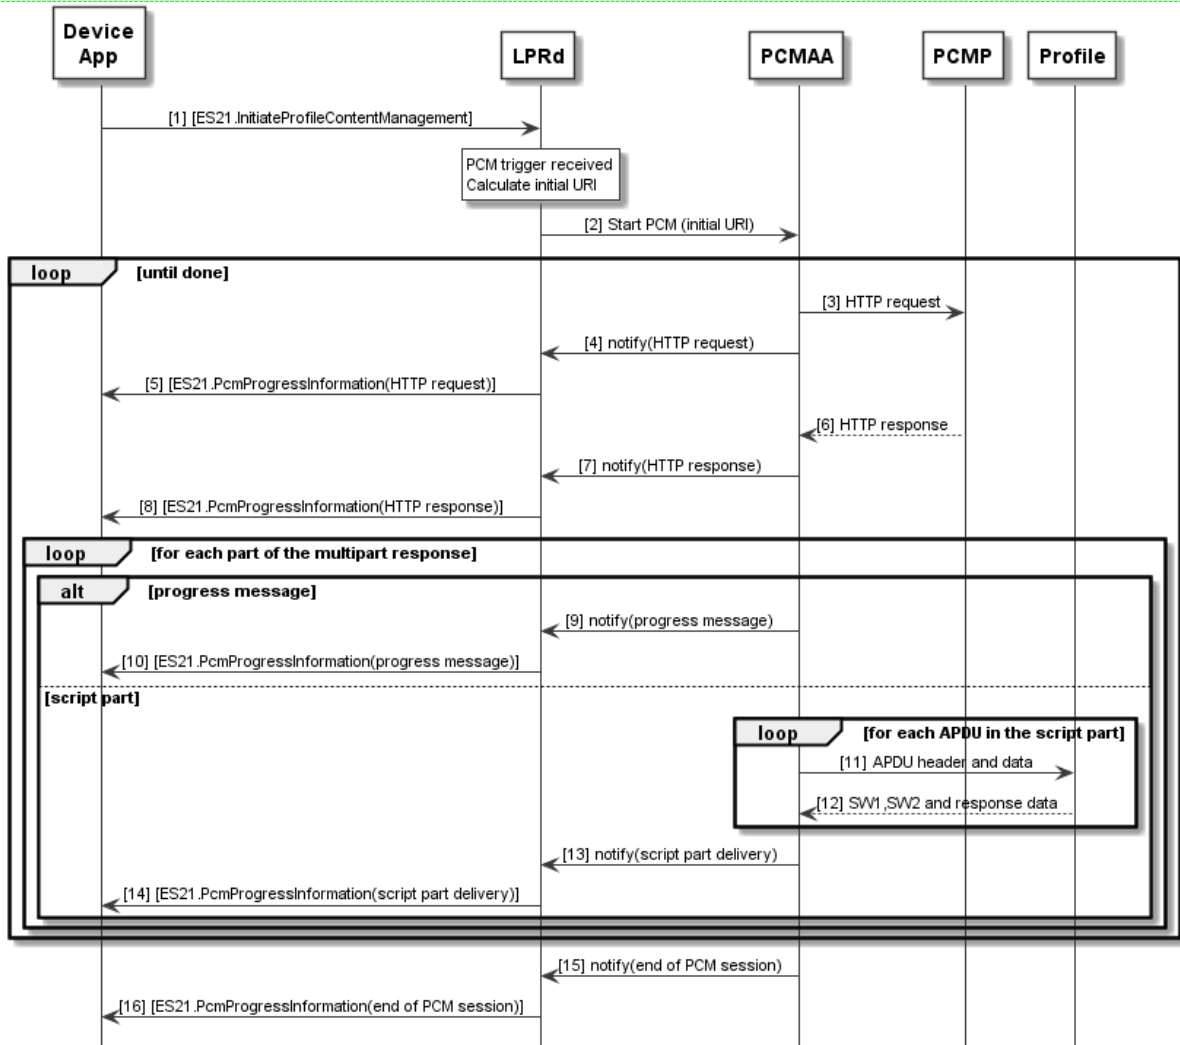 Device
App
LPRd
PCMAA
PCMP
Profile
[1] [ES21.InitiateProfileContentManagement]
PCM trigger received
Calculate initial URI
[2] Start PCM (initial URI)
loop
[until done]
[3] HTTP request
[4] notify(HTTP request)
[5] [ES21.PcmProgressInformation(HTTP request)]
[6] HTTP response
[7] notify(HTTP response)
[8] [ES21.PcmProgressInformation(HTTP response)]
loop
[for each part of the multipart response]
alt
[progress message]
[9] notify(progress message)
[10] [ES21.PcmProgressInformation(progress message)]
[script part]
loop
[for each APDU in the script part]
[11] APDU header and data
[12] SW1,SW2 and response data
[13] notify(script part delivery)
[14] [ES21.PcmProgressInformation(script part delivery)]
[15] notify(end of PCM session)
[16] [ES21.PcmProgressInformation(end of PCM session)]